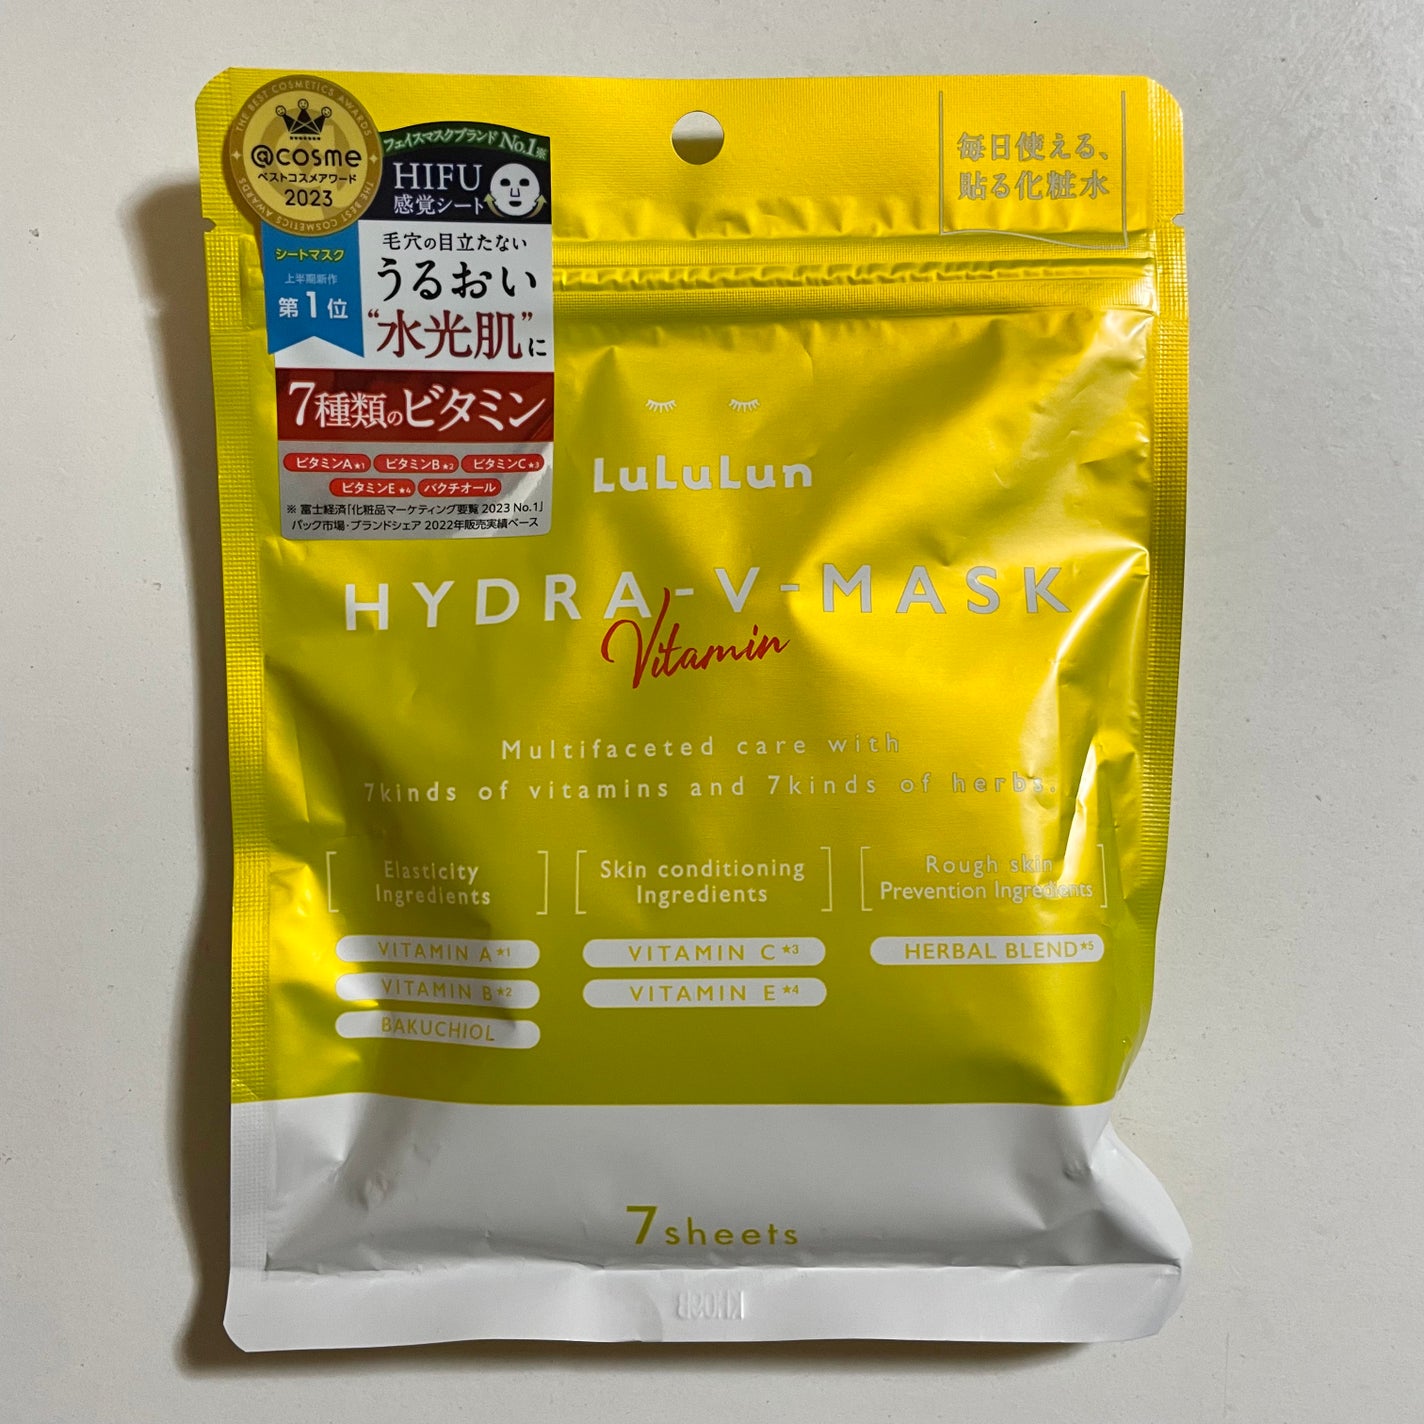 THE BEST COSMETICS AWARDS
@cosme
ベストコスメアワード
2023
THE BEST COSMETICS AWARDS
シートマスク
上半期新作
第1位
フェイスマスクブランド No.1※
HIFU
感覚シート
毛穴の目立たない
うるおい
“水光肌”に
7種類のビタミン
ビタミンA★1 ビタミンB★2 ビタミンC★3
ビタミンE★4 バクチオール
※ 富士経済「化粧品マーケティング要覧 2023 No.1」
パック市場・ブランドシェア 2022年販売実績ベース
毎日使える、
貼る化粧水
LuLuLun
HYDRA-V-MASK
Vitamin
Multifaceted care with
7kinds of vitamins and 7kinds of herbs.
Elasticity
Ingredients
VITAMIN A★1
VITAMIN B★2
BAKUCHIOL
Skin conditioning
Ingredients
VITAMIN C★3
VITAMIN E★4
Rough skin
Prevention Ingredients
HERBAL BLEND★5
7sheets